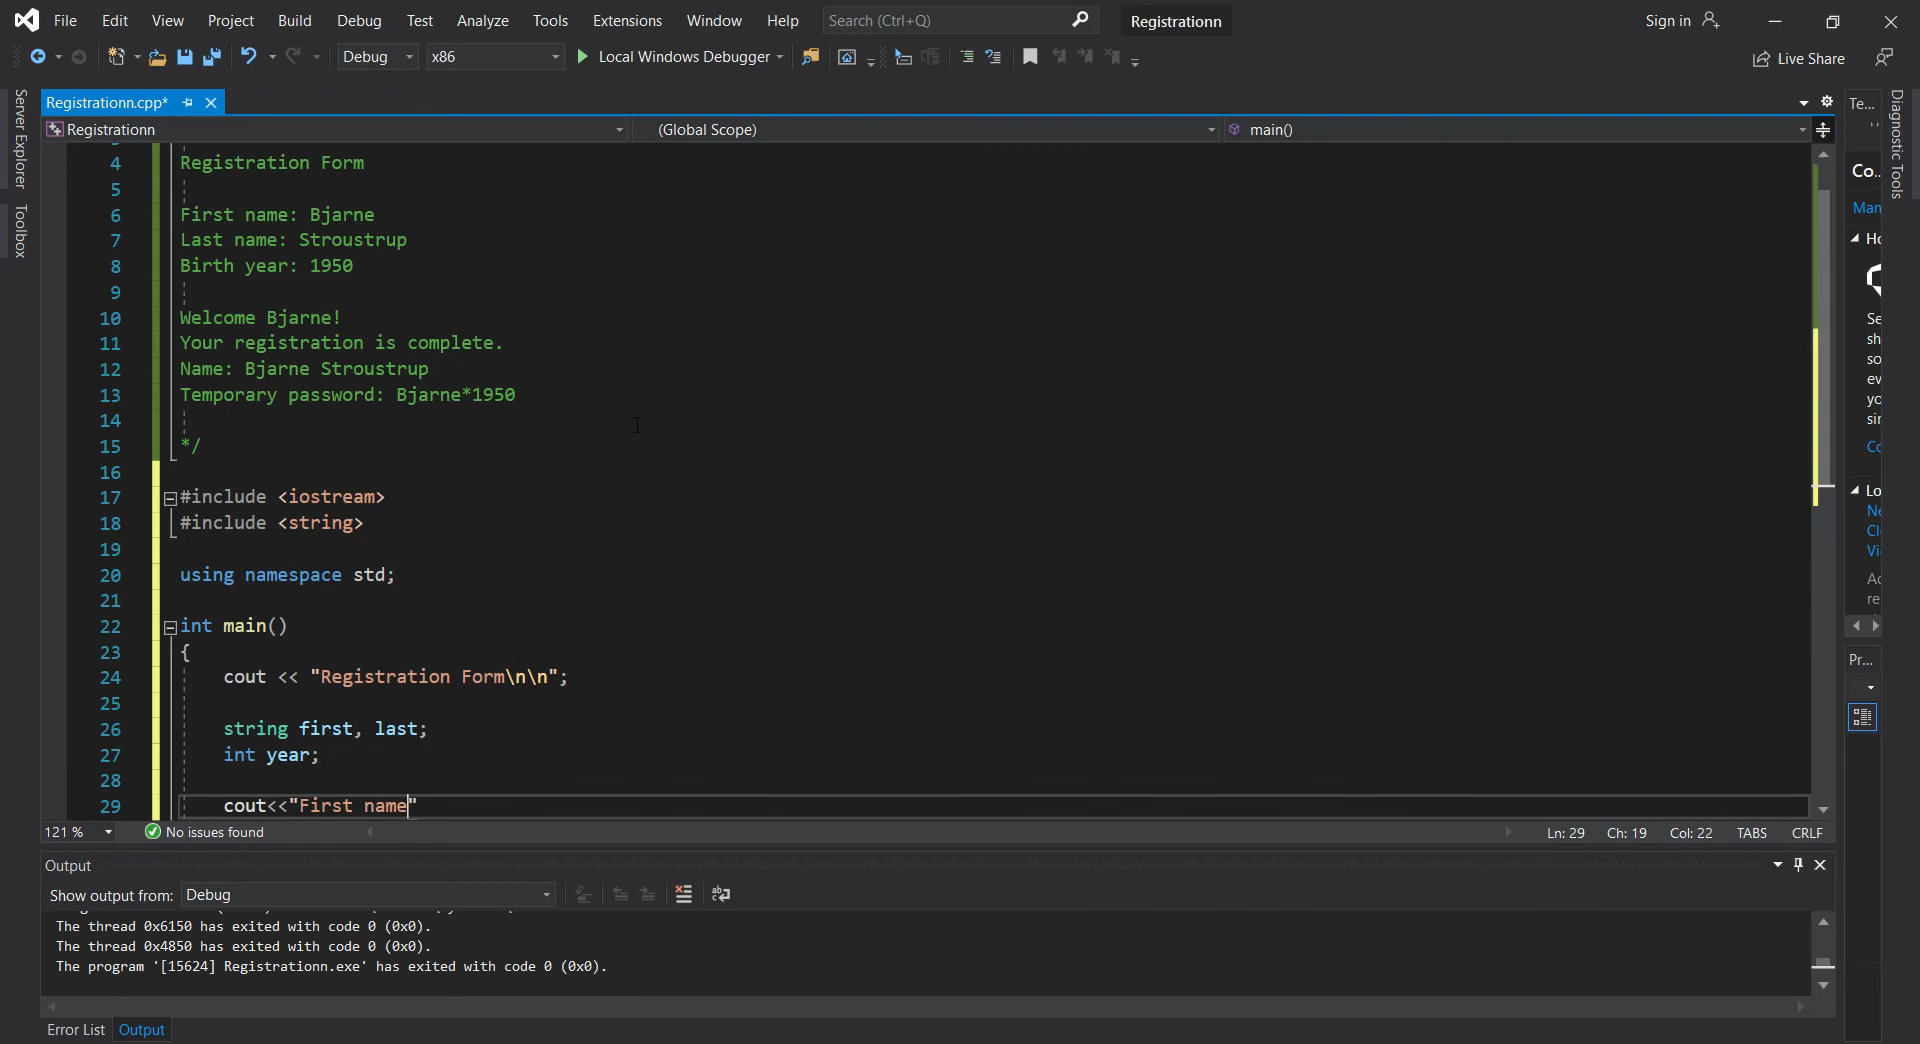 File Edit View Project Build Debug Test Analyze Tools Extensions Window Help Search (Ctrl+Q) Registrationn Sign in
Debug x86 Local Windows Debugger Live Share
Server Explorer
Toolbox
Registrationn.cpp*
Registrationn (Global Scope) main()
4 Registration Form
5
6 First name: Bjarne
7 Last name: Stroustrup
8 Birth year: 1950
9
10 Welcome Bjarne!
11 Your registration is complete.
12 Name: Bjarne Stroustrup
13 Temporary password: Bjarne*1950
14
15 */
16
17 #include <iostream>
18 #include <string>
19
20 using namespace std;
21
22 int main()
23 {
24 cout << "Registration Form\n\n";
25
26 string first, last;
27 int year;
28
29 cout<<"First name"
121 % No issues found Ln: 29 Ch: 19 Col: 22 TABS CRLF
Output
Show output from: Debug
The thread 0x6150 has exited with code 0 (0x0).
The thread 0x4850 has exited with code 0 (0x0).
The program '[15624] Registrationn.exe' has exited with code 0 (0x0).
Error List Output
Te...
Co...
Man
Pr...
Diagnostic Tools